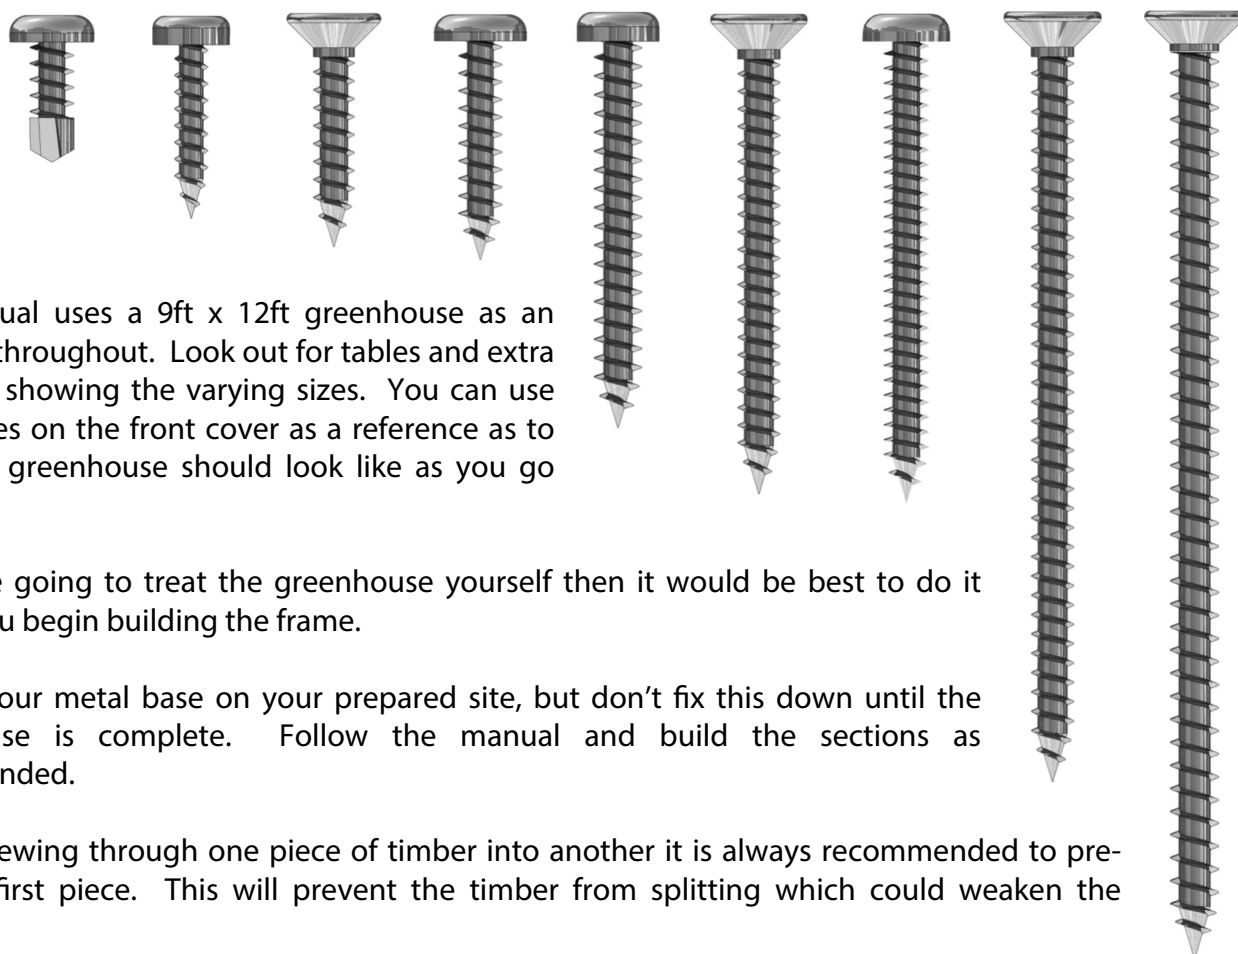 ual uses a 9ft x 12ft greenhouse as an
throughout. Look out for tables and extra
showing the varying sizes. You can use
es on the front cover as a reference as to
greenhouse should look like as you go
e going to treat the greenhouse yourself then it would be best to do it
u begin building the frame.
our metal base on your prepared site, but don’t fix this down until the
se is complete. Follow the manual and build the sections as
nded.
ewing through one piece of timber into another it is always recommended to pre-
first piece. This will prevent the timber from splitting which could weaken the